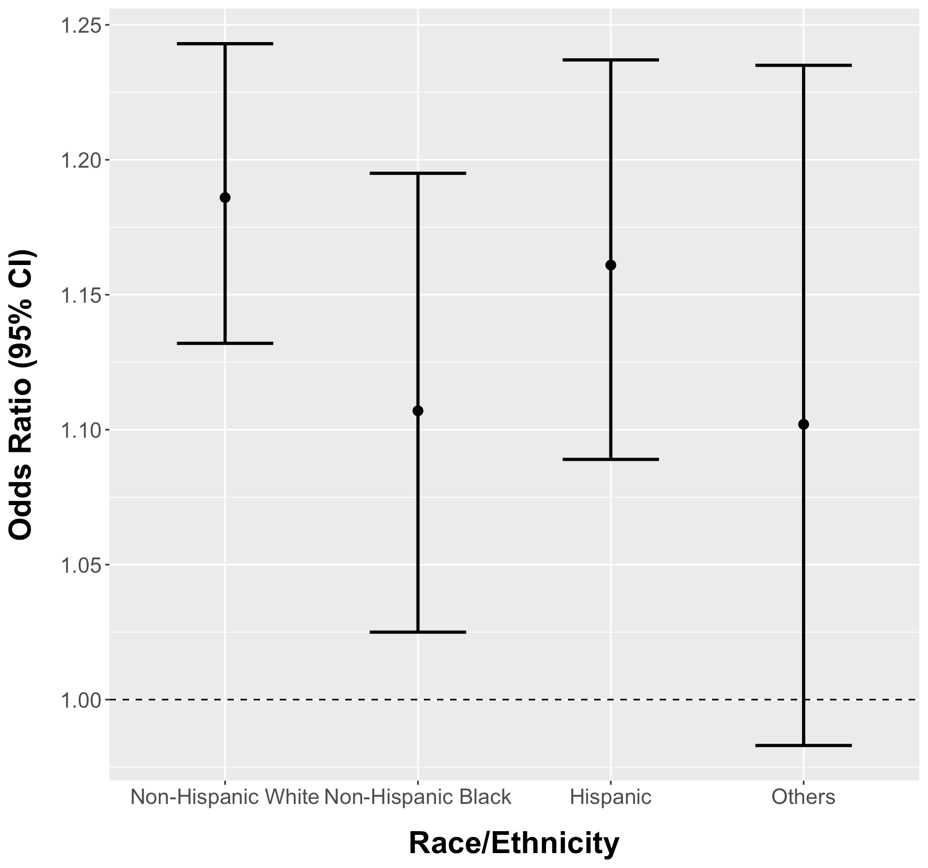 Odds Ratio (95% CI)
1.25
1.20
1.15
1.10
1.05
1.00
Non-Hispanic White Non-Hispanic Black Hispanic Others
Race/Ethnicity